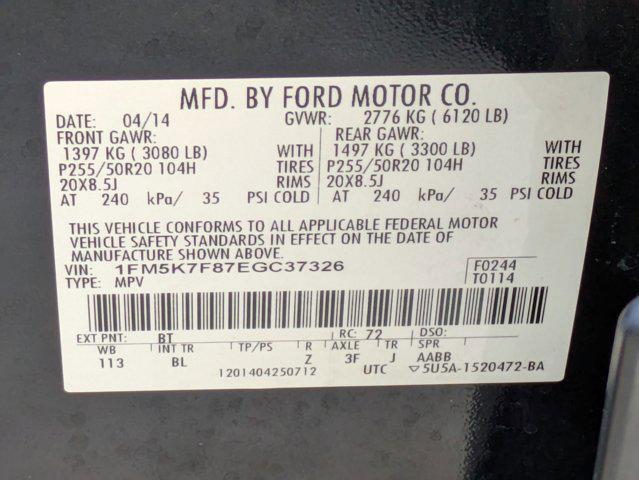 MFD. BY FORD MOTOR CO.
DATE: 04/14 GVWR: 2776 KG ( 6120 LB)
FRONT GAWR: REAR GAWR:
1397 KG ( 3080 LB) WITH 1497 KG ( 3300 LB) WITH
P255/50R20 104H TIRES P255/50R20 104H TIRES
20X8.5J RIMS 20X8.5J RIMS
AT 240 kPa/ 35 PSI COLD AT 240 kPa/ 35 PSI COLD
THIS VEHICLE CONFORMS TO ALL APPLICABLE FEDERAL MOTOR
VEHICLE SAFETY STANDARDS IN EFFECT ON THE DATE OF
MANUFACTURE SHOWN ABOVE.
VIN: 1FM5K7F87EGC37326 F0244
TYPE: MPV T0114
EXT PNT: BT RC: 72 DSO:
WB INT TR TP/PS R AXLE TR SPR
113 BL Z 3F J AABB
1201404250712 UTC ▽5U5A-1520472-BA